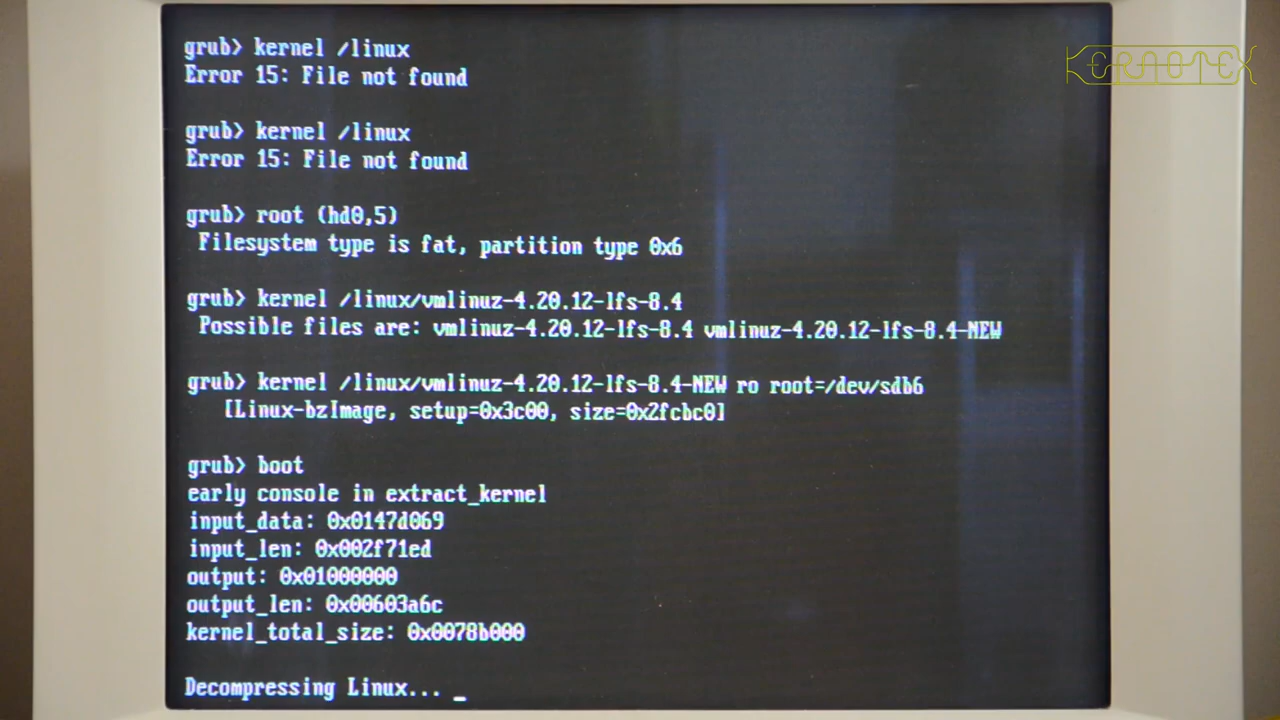 grub> kernel /linux
Error 15: File not found
grub> kernel /linux
Error 15: File not found
grub> root (hd0,5)
Filesystem type is fat, partition type 0x6
grub> kernel /linux/vmlinuz-4.20.12-lfs-8.4
Possible files are: vmlinuz-4.20.12-lfs-8.4 vmlinuz-4.20.12-lfs-8.4-NEW
grub> kernel /linux/vmlinuz-4.20.12-lfs-8.4-NEW ro root=/dev/sdb6
[Linux-bzImage, setup=0x3c00, size=0x2fcbc0]
grub> boot
early console in extract_kernel
input_data: 0x0147d069
input_len: 0x002f71ed
output: 0x01000000
output_len: 0x00603a6c
kernel_total_size: 0x0078b000
Decompressing Linux... _